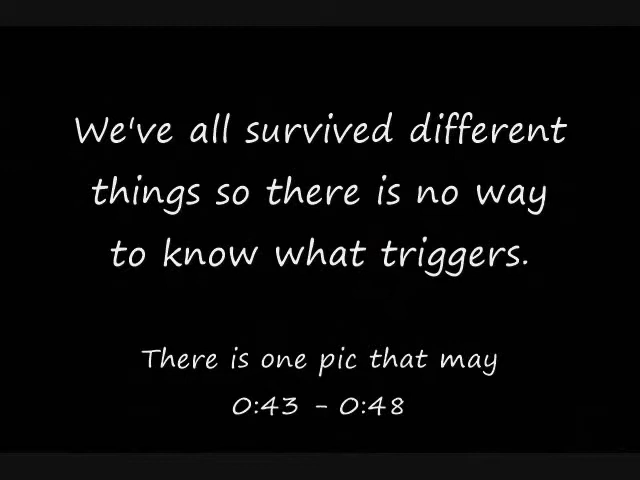 We've all survived different
things so there is no way
to know what triggers.
There is one pic that may
0:43 - 0:48